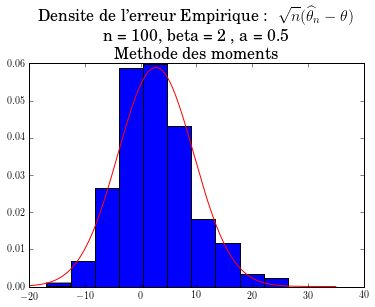 Densite de l'erreur Empirique : $\sqrt{n}(\widehat{\theta}_n - \theta)$
n = 100, beta = 2 , a = 0.5
Methode des moments
0.06
0.05
0.04
0.03
0.02
0.01
0.00
−20 −10 0 10 20 30 40